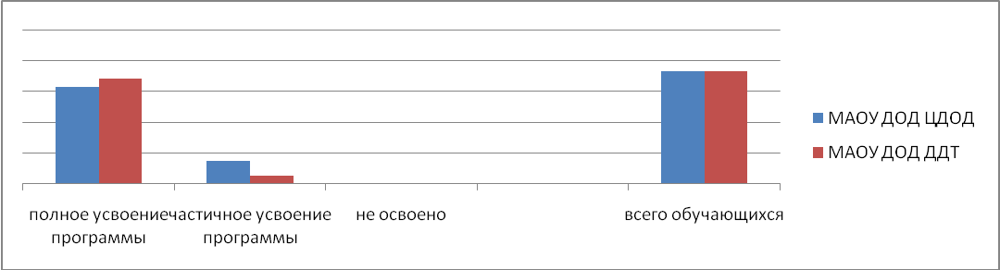 МАОУ ДОД ЦДОД
МАОУ ДОД ДДТ
полное усвоение
программы
частичное усвоение
программы
не освоено
всего обучающихся